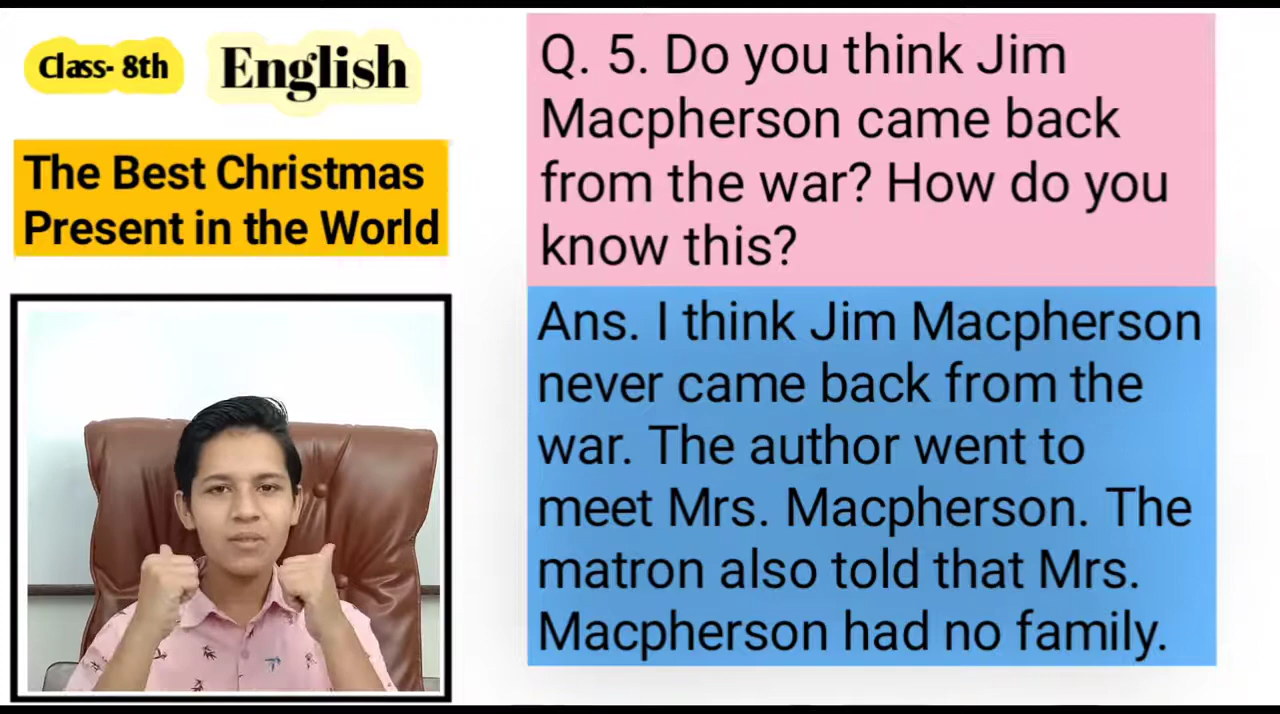 Class- 8th
English
The Best Christmas
Present in the World
Q. 5. Do you think Jim
Macpherson came back
from the war? How do you
know this?
Ans. I think Jim Macpherson
never came back from the
war. The author went to
meet Mrs. Macpherson. The
matron also told that Mrs.
Macpherson had no family.